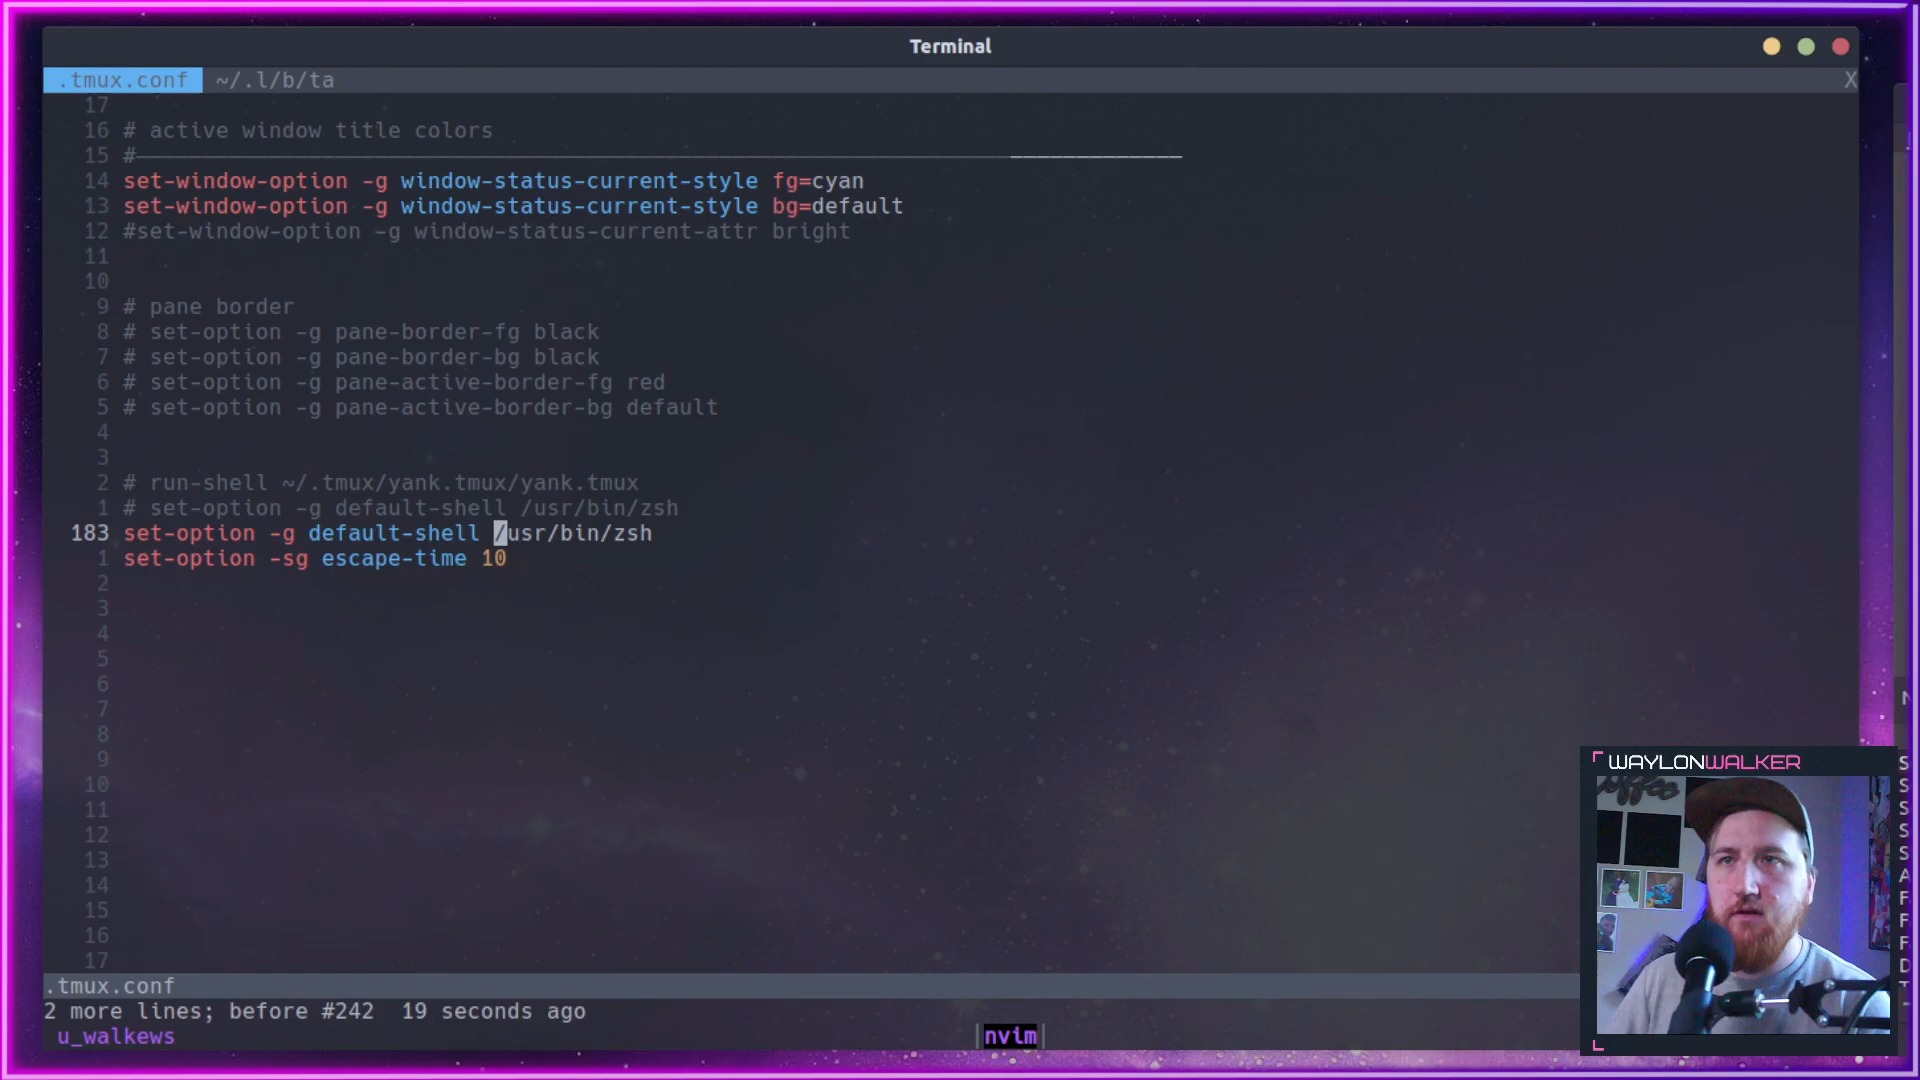 Terminal
.tmux.conf ~/.l/b/ta X
17
16 # active window title colors
15 #
14 set-window-option -g window-status-current-style fg=cyan
13 set-window-option -g window-status-current-style bg=default
12 #set-window-option -g window-status-current-attr bright
11
10
9 # pane border
8 # set-option -g pane-border-fg black
7 # set-option -g pane-border-bg black
6 # set-option -g pane-active-border-fg red
5 # set-option -g pane-active-border-bg default
4
3
2 # run-shell ~/.tmux/yank.tmux/yank.tmux
1 # set-option -g default-shell /usr/bin/zsh
183 set-option -g default-shell /usr/bin/zsh
1 set-option -sg escape-time 10
2
3
4
5
6
7
8
9
10
11
12
13
14
15
16
17
.tmux.conf
2 more lines; before #242 19 seconds ago
u_walkews |nvim|
WAYLONWALKER